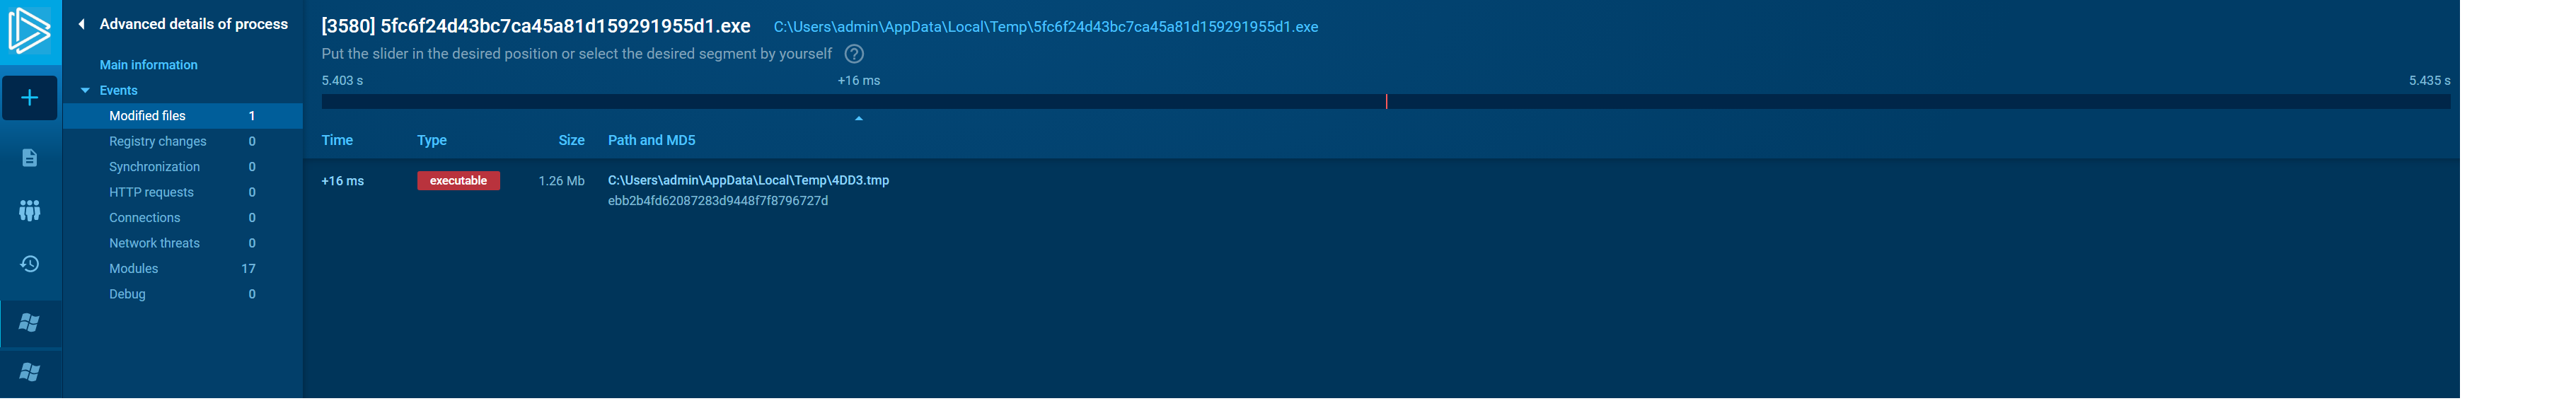 Advanced details of process
Main information
Events
Modified files 1
Registry changes 0
Synchronization 0
HTTP requests 0
Connections 0
Network threats 0
Modules 17
Debug 0
[3580] 5fc6f24d43bc7ca45a81d159291955d1.exe C:\Users\admin\AppData\Local\Temp\5fc6f24d43bc7ca45a81d159291955d1.exe
Put the slider in the desired position or select the desired segment by yourself ?
5.403 s +16 ms 5.435 s
Time Type Size Path and MD5
+16 ms executable 1.26 Mb C:\Users\admin\AppData\Local\Temp\4DD3.tmp
ebb2b4fd62087283d9448f7f8796727d